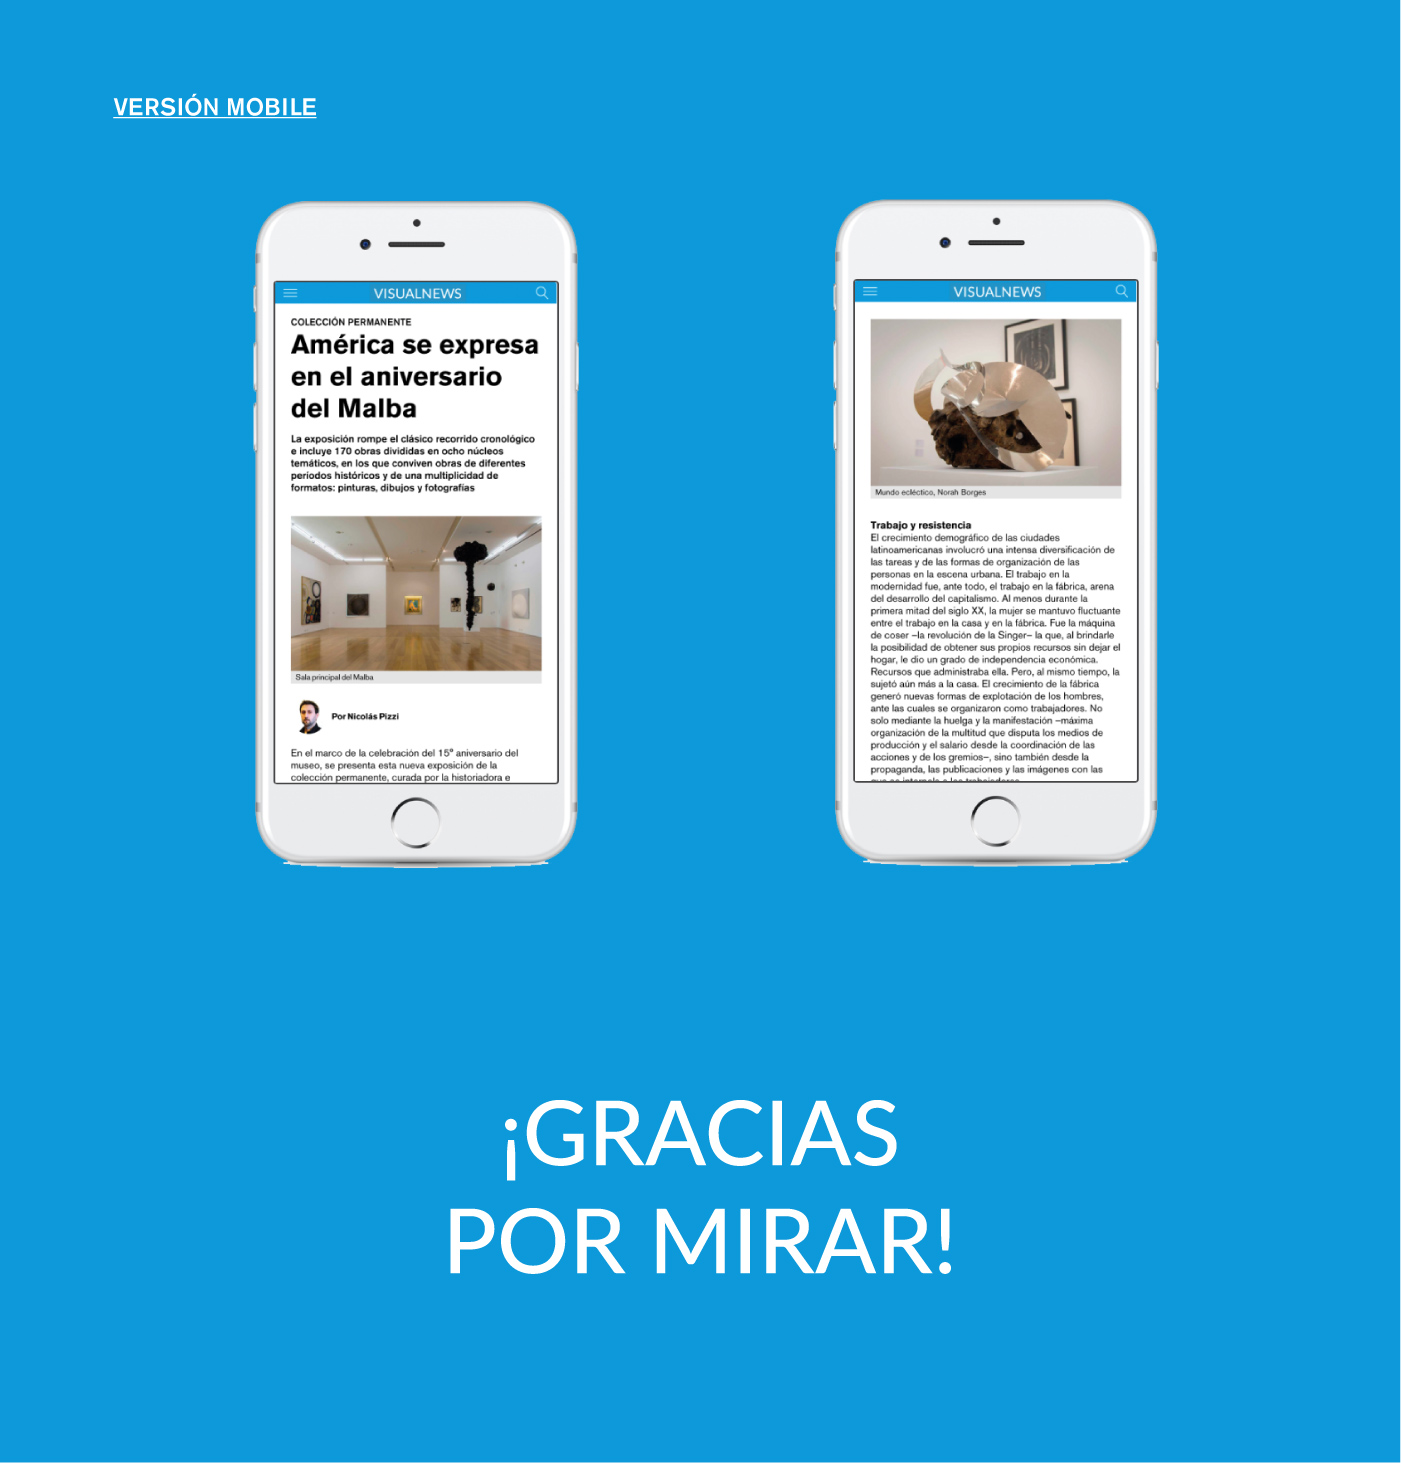 VERSIÓN MOBILE
VISUALNEWS
COLECCIÓN PERMANENTE
América se expresa
en el aniversario
del Malba
La exposición rompe el clásico recorrido cronológico
e incluye 170 obras divididas en ocho núcleos
temáticos, en los que conviven obras de diferentes
períodos históricos y de una multiplicidad de
formatos: pinturas, dibujos y fotografías
Sala principal del Malba
Por Nicolás Pizzi
En el marco de la celebración del 15° aniversario del
museo, se presenta esta nueva exposición de la
colección permanente, curada por la historiadora e
VISUALNEWS
Mundo ecléctico, Norah Borges
Trabajo y resistencia
El crecimiento demográfico de las ciudades
latinoamericanas involucró una intensa diversificación de
las tareas y de las formas de organización de las
personas en la escena urbana. El trabajo en la
modernidad fue, ante todo, el trabajo en la fábrica, arena
del desarrollo del capitalismo. Al menos durante la
primera mitad del siglo XX, la mujer se mantuvo fluctuante
entre el trabajo en la casa y en la fábrica. Fue la máquina
de coser –la revolución de la Singer– la que, al brindarle
la posibilidad de obtener sus propios recursos sin dejar el
hogar, le dio un grado de independencia económica.
Recursos que administraba ella. Pero, al mismo tiempo, la
sujetó aún más a la casa. El crecimiento de la fábrica
generó nuevas formas de explotación de los hombres,
ante las cuales se organizaron como trabajadores. No
solo mediante la huelga y la manifestación –máxima
organización de la multitud que disputa los medios de
producción y el salario desde la coordinación de las
acciones y de los gremios–, sino también desde la
propaganda, las publicaciones y las imágenes con las
¡GRACIAS
POR MIRAR!